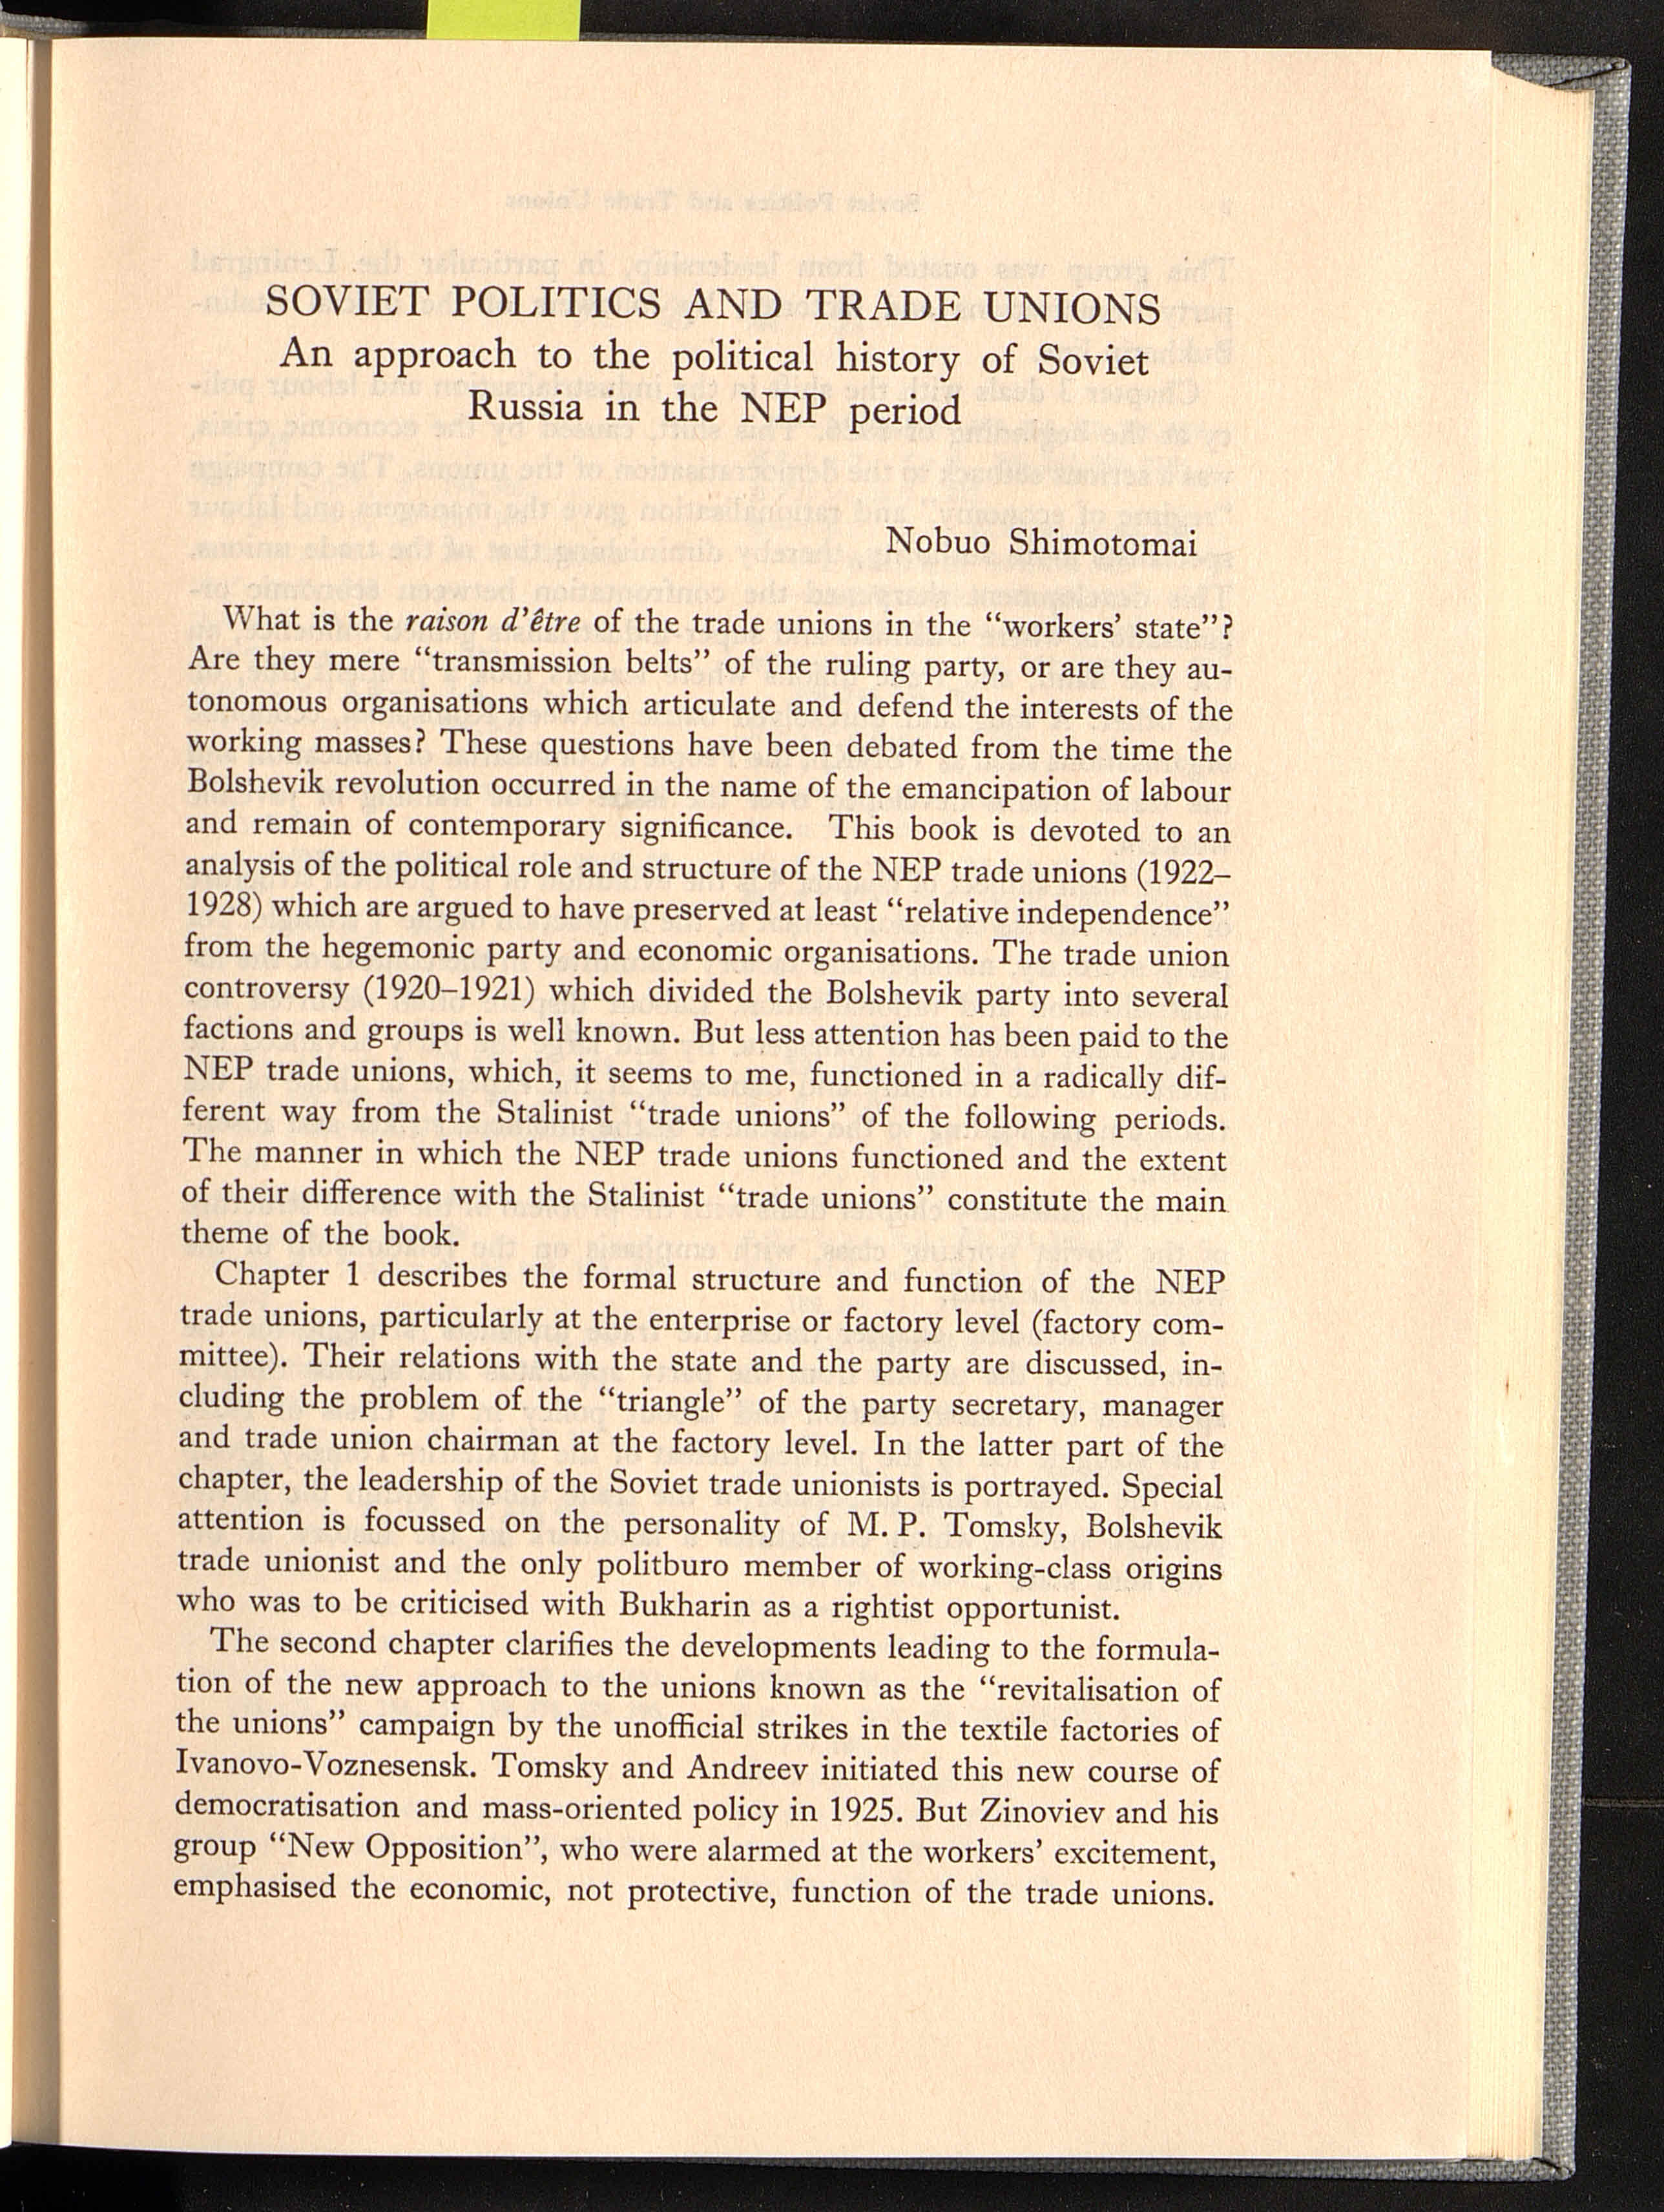 SOVIET POLITICS AND TRADE UNIONS
An approach to the political history of Soviet
Russia in the NEP period
Nobuo Shimotomai
What is the raison d'être of the trade unions in the “workers’ state”?
Are they mere “transmission belts” of the ruling party, or are they au-
tonomous organisations which articulate and defend the interests of the
working masses? These questions have been debated from the time the
Bolshevik revolution occurred in the name of the emancipation of labour
and remain of contemporary significance. This book is devoted to an
analysis of the political role and structure of the NEP trade unions (1922–
1928) which are argued to have preserved at least “relative independence”
from the hegemonic party and economic organisations. The trade union
controversy (1920–1921) which divided the Bolshevik party into several
factions and groups is well known. But less attention has been paid to the
NEP trade unions, which, it seems to me, functioned in a radically dif-
ferent way from the Stalinist “trade unions” of the following periods.
The manner in which the NEP trade unions functioned and the extent
of their difference with the Stalinist “trade unions” constitute the main
theme of the book.
Chapter 1 describes the formal structure and function of the NEP
trade unions, particularly at the enterprise or factory level (factory com-
mittee). Their relations with the state and the party are discussed, in-
cluding the problem of the “triangle” of the party secretary, manager
and trade union chairman at the factory level. In the latter part of the
chapter, the leadership of the Soviet trade unionists is portrayed. Special
attention is focussed on the personality of M. P. Tomsky, Bolshevik
trade unionist and the only politburo member of working-class origins
who was to be criticised with Bukharin as a rightist opportunist.
The second chapter clarifies the developments leading to the formula-
tion of the new approach to the unions known as the “revitalisation of
the unions” campaign by the unofficial strikes in the textile factories of
Ivanovo-Voznesensk. Tomsky and Andreev initiated this new course of
democratisation and mass-oriented policy in 1925. But Zinoviev and his
group “New Opposition”, who were alarmed at the workers’ excitement,
emphasised the economic, not protective, function of the trade unions.